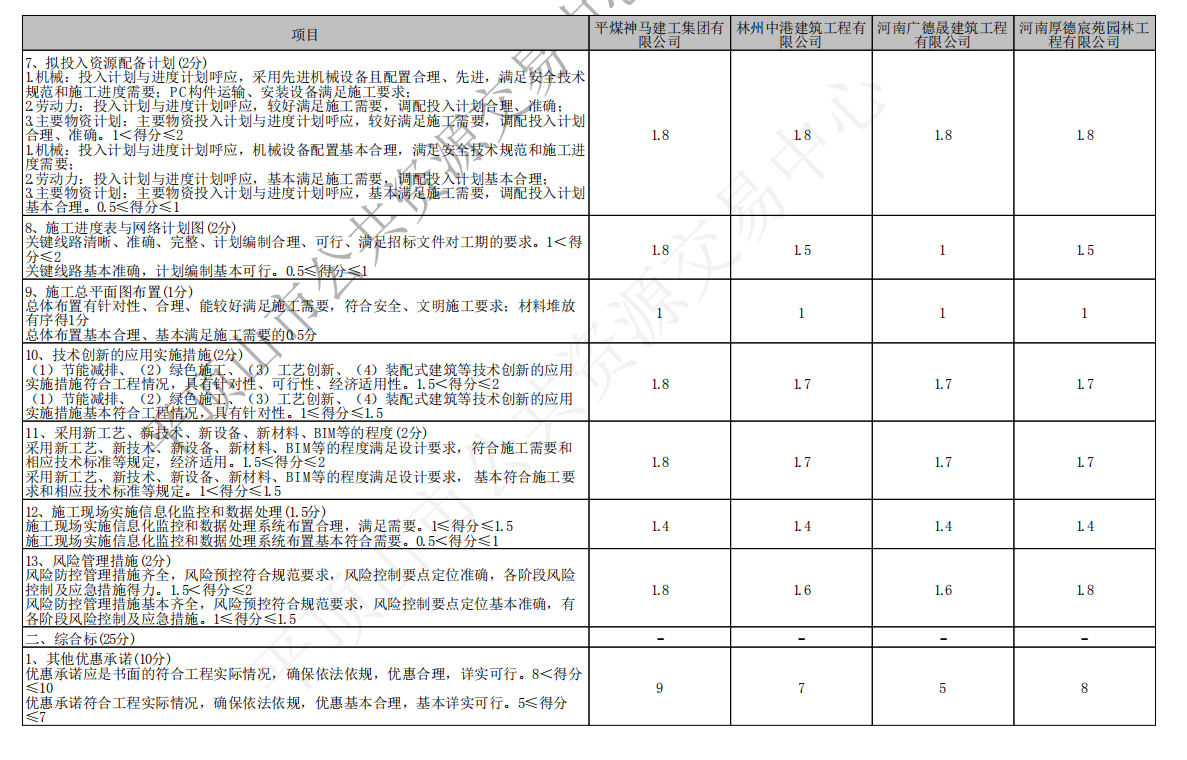 项目
平煤神马建工集团有
限公司
林州中港建筑工程有
限公司
河南广德晟建筑工程
有限公司
河南厚德宸苑园林工
程有限公司
7、拟投入资源配备计划(2分)
1.机械：投入计划与进度计划呼应，采用先进机械设备且配置合理、先进，满足安全技术
规范和施工进度需要；PC构件运输、安装设备满足施工要求；
2.劳动力：投入计划与进度计划呼应，较好满足施工需要，调配投入计划合理、准确；
3.主要物资计划：主要物资投入计划与进度计划呼应，较好满足施工需要，调配投入计划
合理、准确。1＜得分≤2
1.机械：投入计划与进度计划呼应，机械设备配置基本合理，满足安全技术规范和施工进
度需要；
2.劳动力：投入计划与进度计划呼应，基本满足施工需要，调配投入计划基本合理；
3.主要物资计划：主要物资投入计划与进度计划呼应，基本满足施工需要，调配投入计划
基本合理。0.5≤得分≤1
1.8
1.8
1.8
1.8
8、施工进度表与网络计划图(2分)
关键线路清晰、准确、完整、计划编制合理、可行、满足招标文件对工期的要求。1＜得
分≤2
关键线路基本准确，计划编制基本可行。0.5≤得分≤1
1.8
1.5
1
1.5
9、施工总平面图布置(1分)
总体布置有针对性、合理、能较好满足施工需要，符合安全、文明施工要求；材料堆放
有序得1分
总体布置基本合理、基本满足施工需要的0.5分
1
1
1
1
10、技术创新的应用实施措施(2分)
（1）节能减排、（2）绿色施工、（3）工艺创新、（4）装配式建筑等技术创新的应用
实施措施符合工程情况，具有针对性、可行性、经济适用性。1.5＜得分≤2
（1）节能减排、（2）绿色施工、（3）工艺创新、（4）装配式建筑等技术创新的应用
实施措施基本符合工程情况，具有针对性。1≤得分≤1.5
1.8
1.7
1.7
1.7
11、采用新工艺、新技术、新设备、新材料、BIM等的程度(2分)
采用新工艺、新技术、新设备、新材料、BIM等的程度满足设计要求，符合施工需要和
相应技术标准等规定，经济适用。1.5≤得分≤2
采用新工艺、新技术、新设备、新材料、BIM等的程度满足设计要求， 基本符合施工要
求和相应技术标准等规定。1＜得分≤1.5
1.8
1.7
1.7
1.7
12、施工现场实施信息化监控和数据处理(1.5分)
施工现场实施信息化监控和数据处理系统布置合理，满足需要。1≤得分≤1.5
施工现场实施信息化监控和数据处理系统布置基本符合需要。0.5＜得分≤1
1.4
1.4
1.4
1.4
13、风险管理措施(2分)
风险防控管理措施齐全，风险预控符合规范要求，风险控制要点定位准确，各阶段风险
控制及应急措施得力。1.5＜得分≤2
风险防控管理措施基本齐全，风险预控符合规范要求，风险控制要点定位基本准确，有
各阶段风险控制及应急措施。1≤得分≤1.5
1.8
1.6
1.6
1.8
二、综合标(25分)
－
－
－
－
1、其他优惠承诺(10分)
优惠承诺应是书面的符合工程实际情况，确保依法依规，优惠合理，详实可行。8＜得分
≤10
优惠承诺符合工程实际情况，确保依法依规，优惠基本合理，基本详实可行。5≤得分
≤7
9
7
5
8
平顶山市公共资源交易中心
平顶山市公共资源交易中心